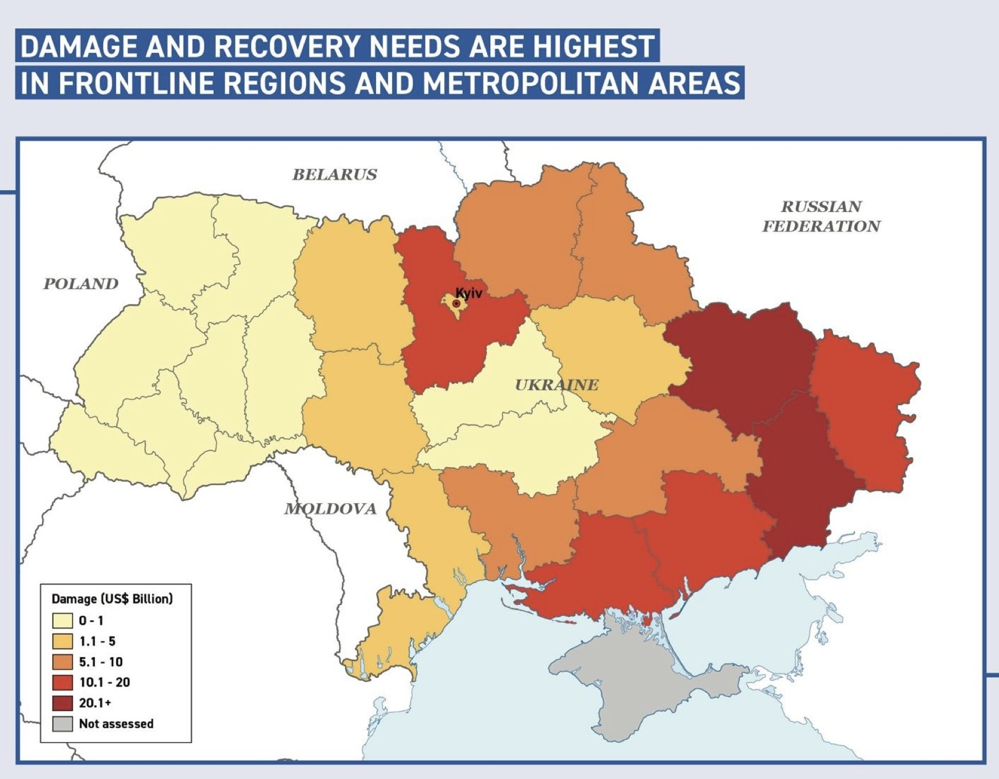 DAMAGE AND RECOVERY NEEDS ARE HIGHEST
IN FRONTLINE REGIONS AND METROPOLITAN AREAS
BELARUS
RUSSIAN
FEDERATION
POLAND
Kyiv
UKRAINE
MOLDOVA
Damage (US$ Billion)
0 - 1
1.1 - 5
5.1 - 10
10.1 - 20
20.1+
Not assessed